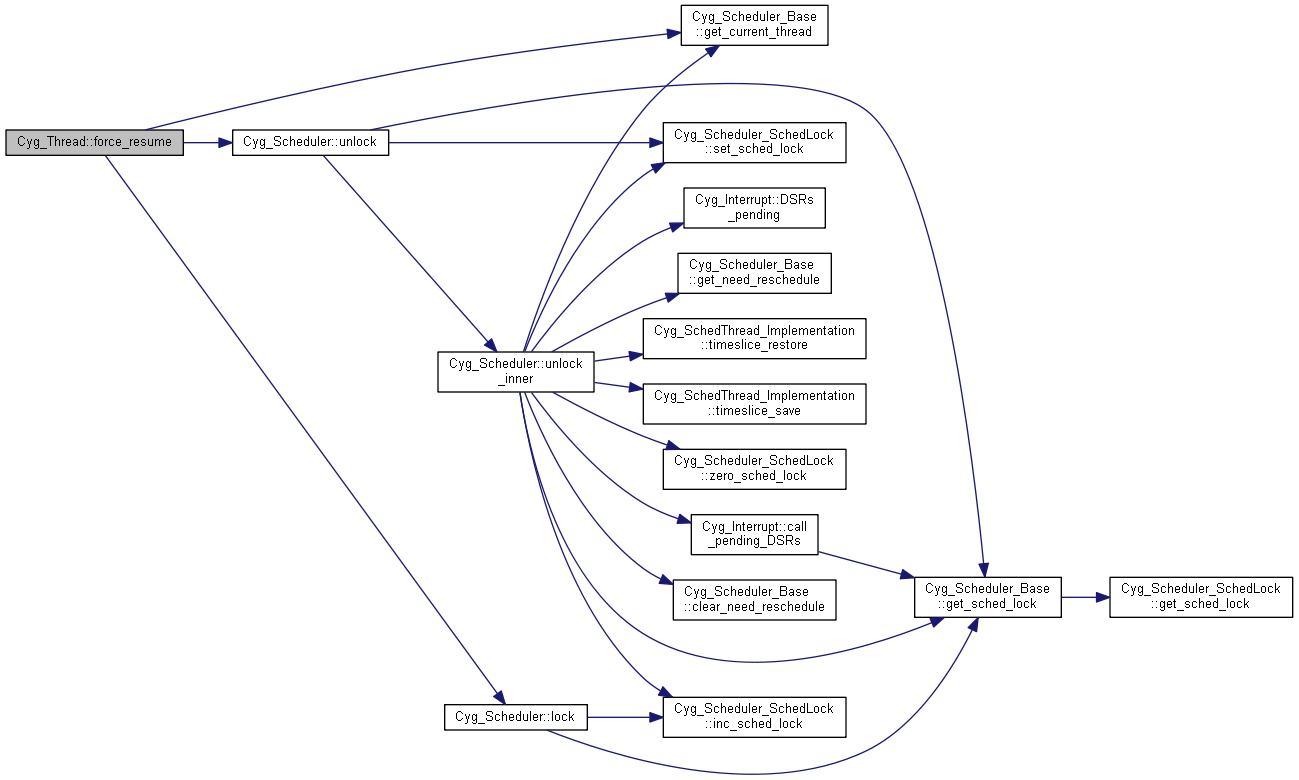 Cyg_Scheduler_Base
::get_current_thread
Cyg_Thread::force_resume
Cyg_Scheduler::unlock
Cyg_Scheduler_SchedLock
::set_sched_lock
Cyg_Interrupt::DSRs
_pending
Cyg_Scheduler_Base
::get_need_reschedule
Cyg_SchedThread_Implementation
::timeslice_restore
Cyg_Scheduler::unlock
_inner
Cyg_SchedThread_Implementation
::timeslice_save
Cyg_Scheduler_SchedLock
::zero_sched_lock
Cyg_Interrupt::call
_pending_DSRs
Cyg_Scheduler_Base
::clear_need_reschedule
Cyg_Scheduler_Base
::get_sched_lock
Cyg_Scheduler_SchedLock
::get_sched_lock
Cyg_Scheduler::lock
Cyg_Scheduler_SchedLock
::inc_sched_lock